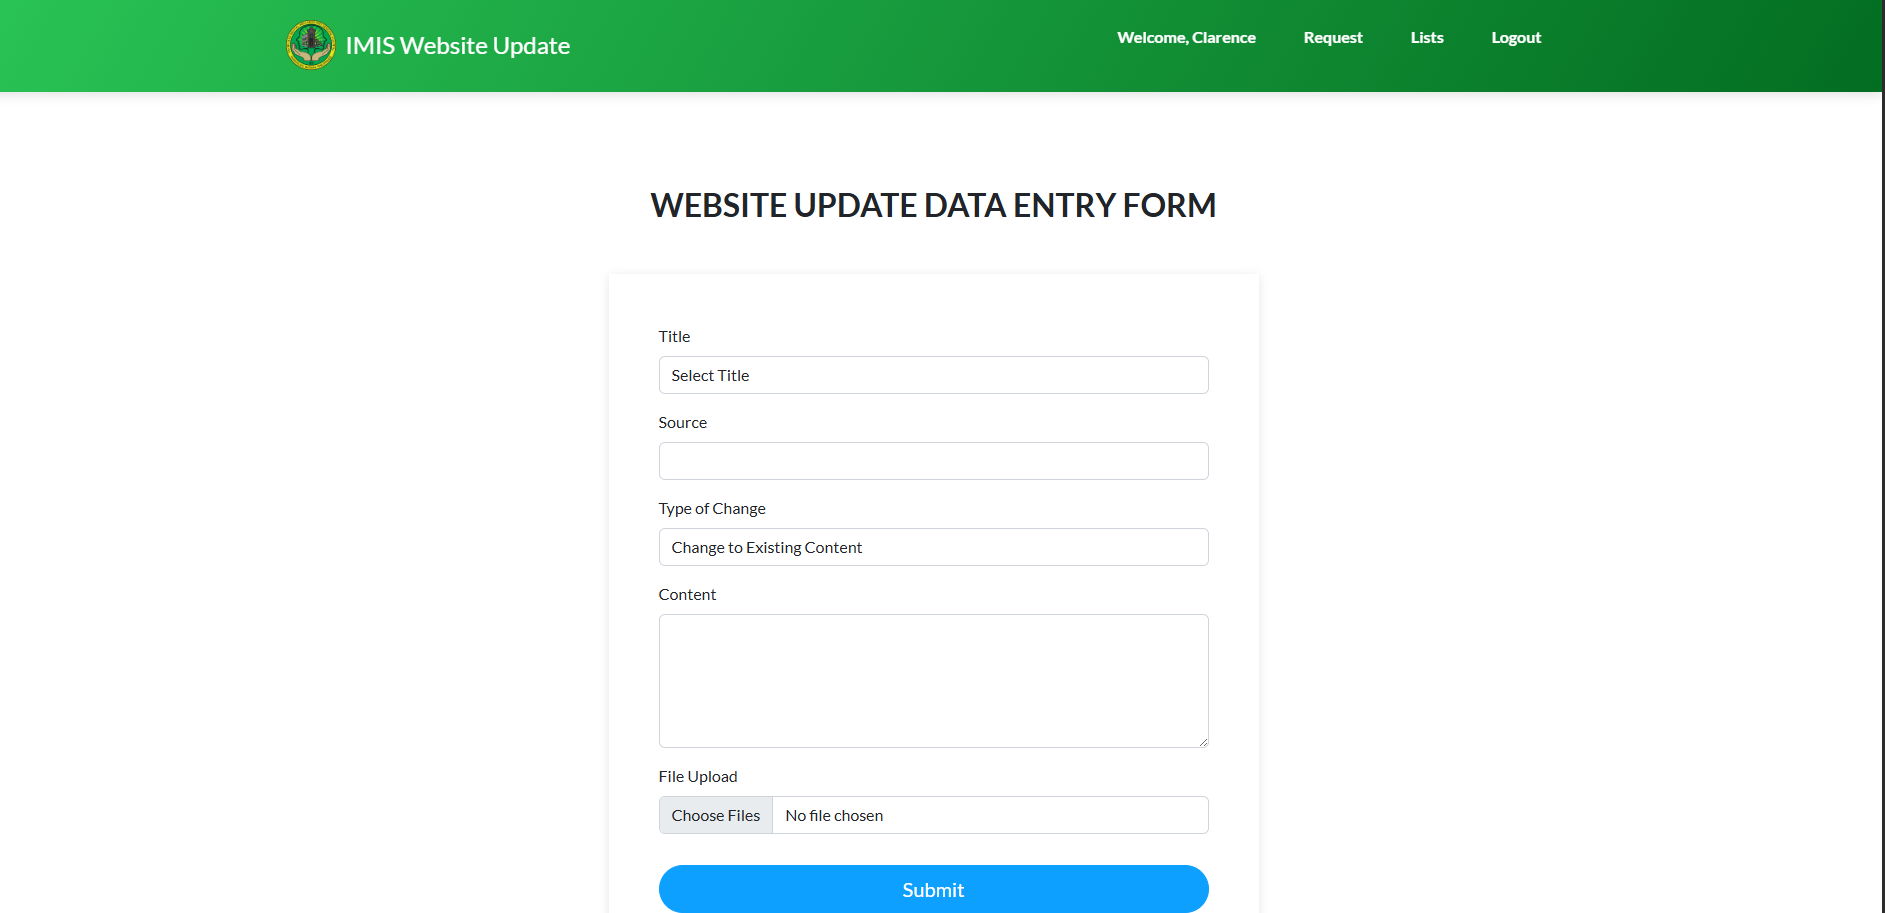 IMIS Website Update
Welcome, Clarence Request Lists Logout
WEBSITE UPDATE DATA ENTRY FORM
Title
Select Title
Source
Type of Change
Change to Existing Content
Content
File Upload
Choose Files No file chosen
Submit